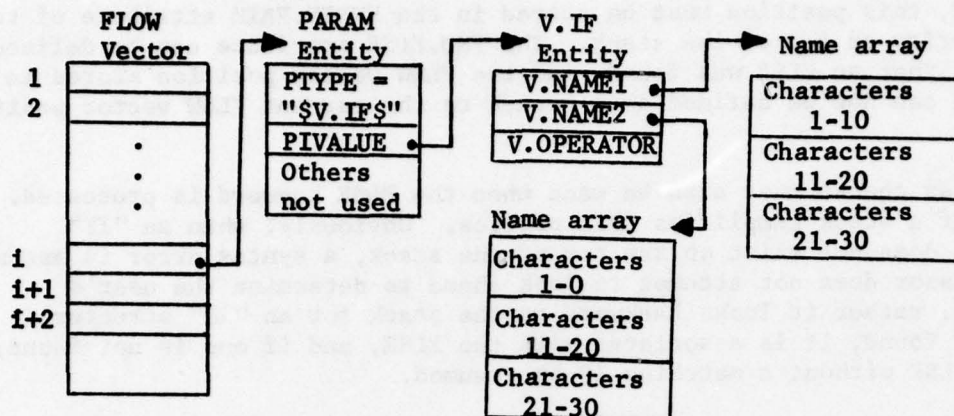 FLOW
Vector
1
2
i
i+1
i+2
PARAM
Entity
PTYPE =
"$V.IF$"
PIVALUE
Others
not used
V.IF
Entity
V.NAME1
V.NAME2
V.OPERATOR
Name array
Characters
1-10
Characters
11-20
Characters
21-30
Name array
Characters
1-0
Characters
11-20
Characters
21-30